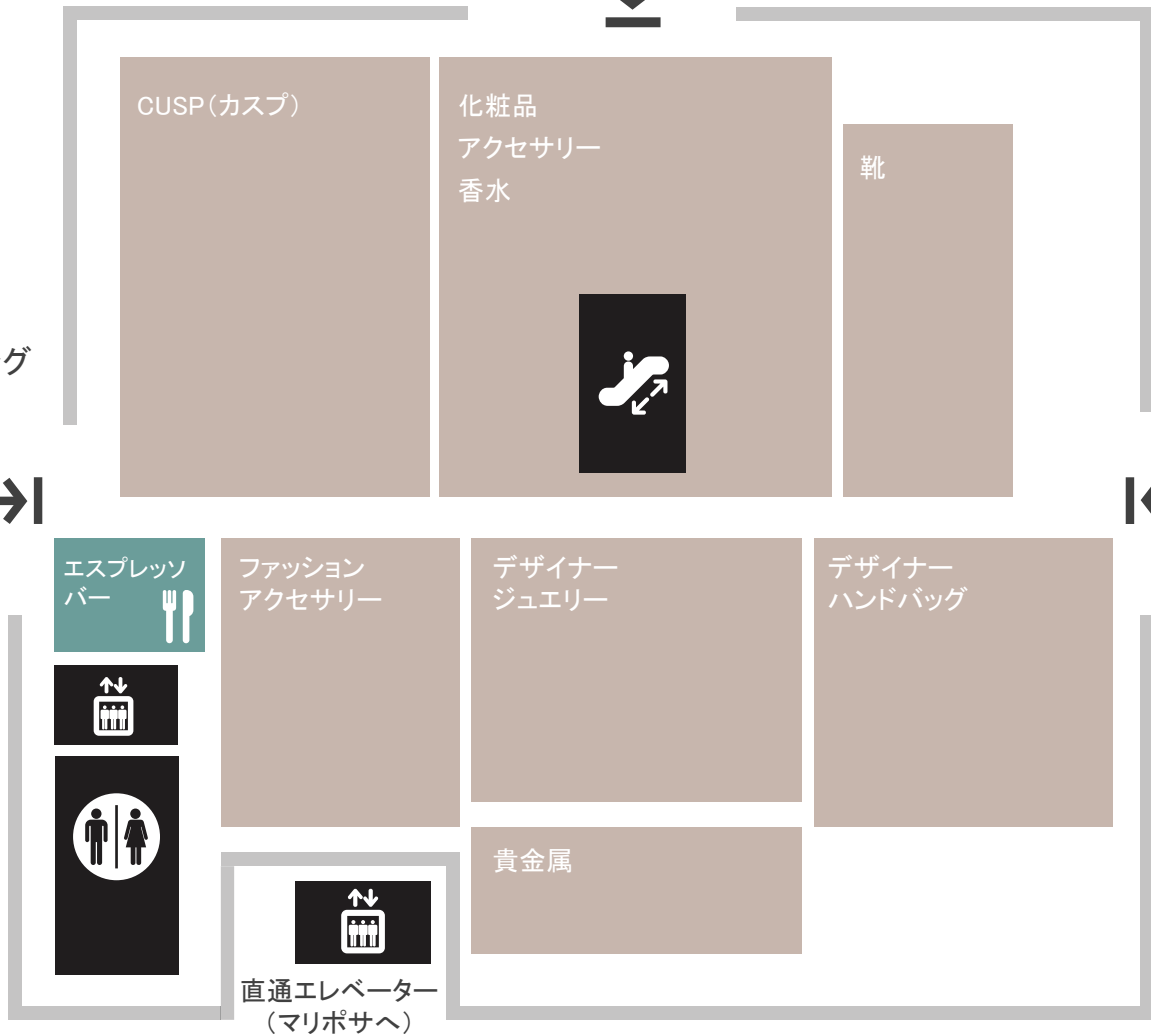 CUSP（カスプ）
化粧品
アクセサリー
香水
靴
グ
エスプレッソ
バー
ファッション
アクセサリー
デザイナー
ジュエリー
デザイナー
ハンドバッグ
貴金属
直通エレベーター
（マリポサへ）